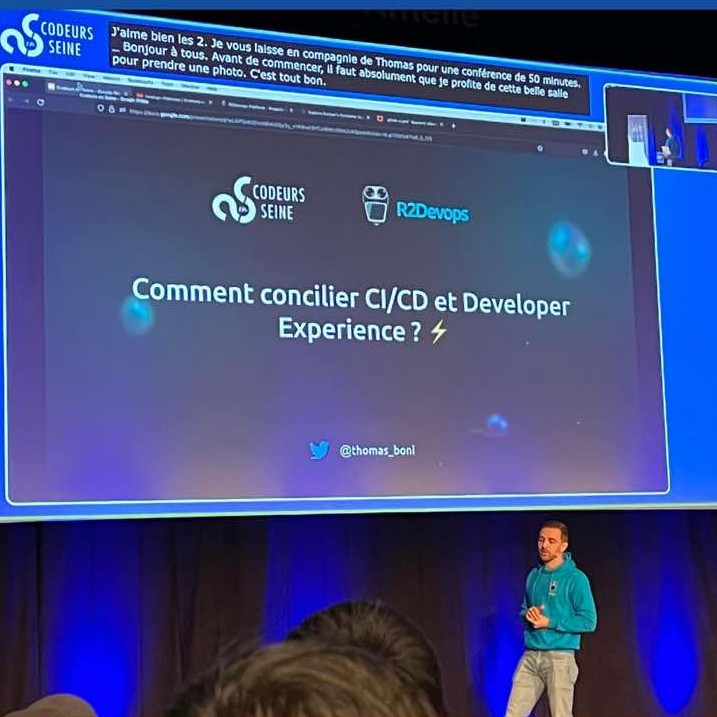 CODEURS
EN
SEINE
J'aime bien les 2. Je vous laisse en compagnie de Thomas pour une conférence de 50 minutes.
_ Bonjour à tous. Avant de commencer, il faut absolument que je profite de cette belle salle
pour prendre une photo. C'est tout bon.
CODEURS
EN
SEINE
R2Devops
Comment concilier CI/CD et Developer
Experience ? ⚡
@thomas_boni